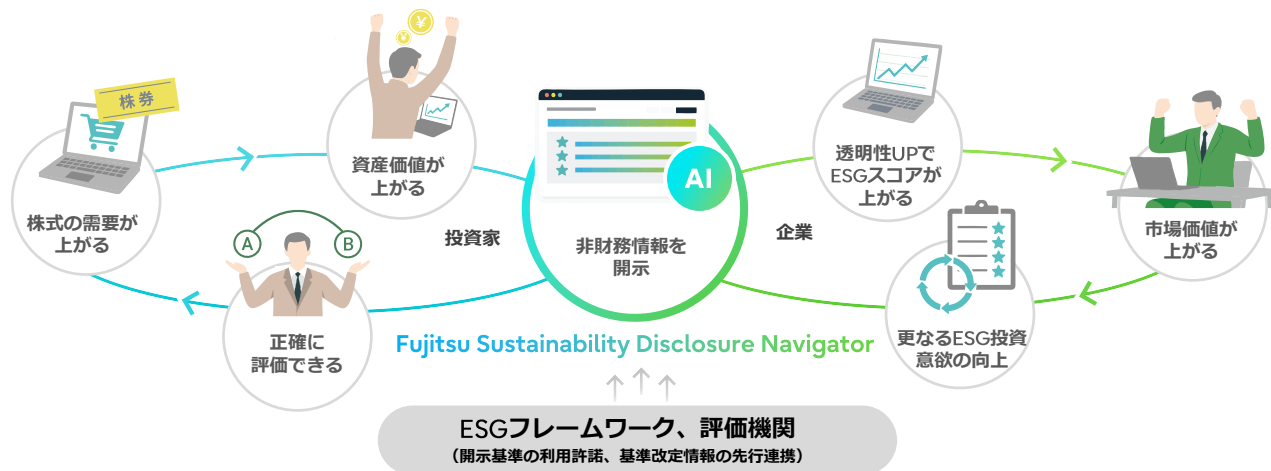 株券
株式の需要が
上がる
資産価値が
上がる
A
B
正確に
評価できる
投資家
AI
非財務情報を
開示
企業
透明性UPで
ESGスコアが
上がる
市場価値が
上がる
更なるESG投資
意欲の向上
Fujitsu Sustainability Disclosure Navigator
ESGフレームワーク、評価機関
（開示基準の利用許諾、基準改定情報の先行連携）